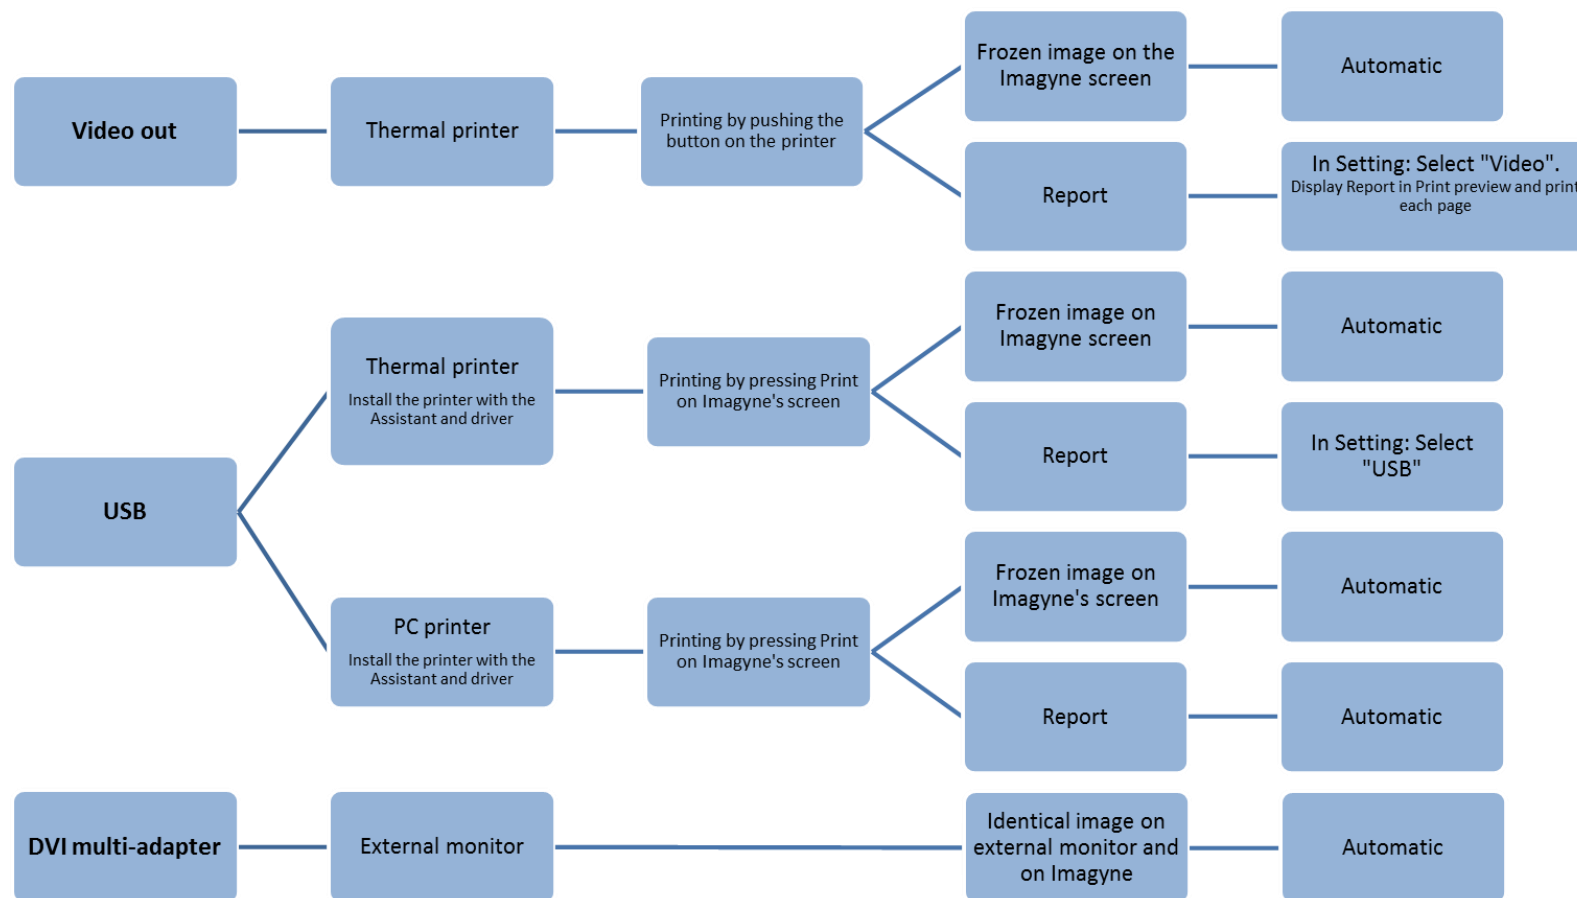 Video out
Thermal printer
Printing by pushing the
button on the printer
Frozen image on the
Imagyne screen
Automatic
Report
In Setting: Select "Video".
Display Report in Print preview and print
each page
USB
Thermal printer
Install the printer with the
Assistant and driver
Printing by pressing Print
on Imagyne's screen
Frozen image on
Imagyne screen
Automatic
Report
In Setting: Select
"USB"
PC printer
Install the printer with the
Assistant and driver
Printing by pressing Print
on Imagyne's screen
Frozen image on
Imagyne's screen
Automatic
Report
Automatic
DVI multi-adapter
External monitor
Identical image on
external monitor and
on Imagyne
Automatic